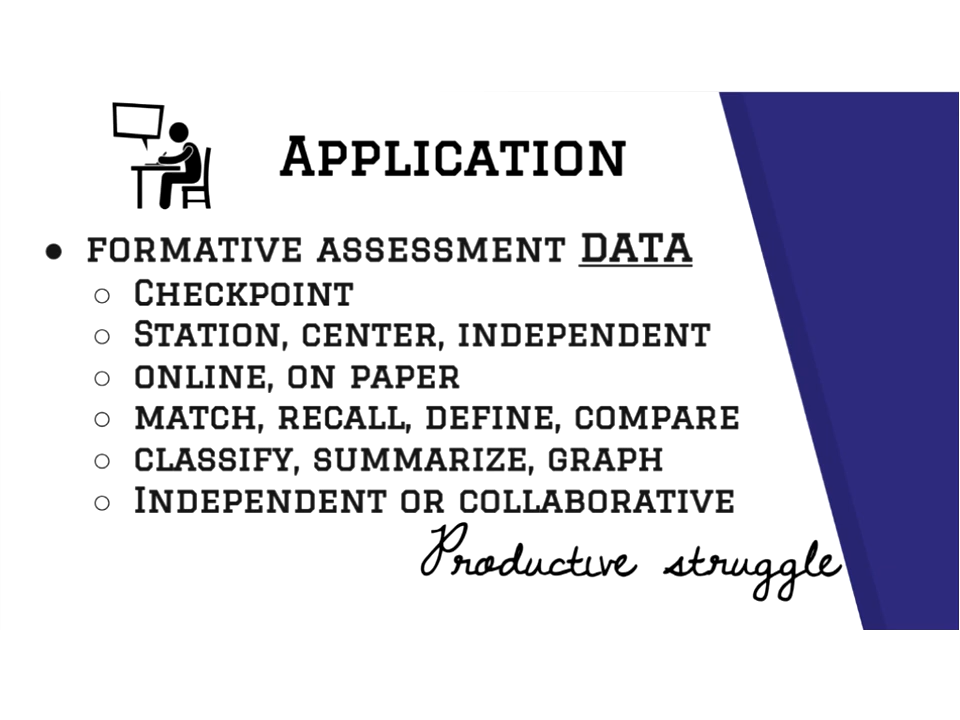 Application
● formative assessment DATA
○ Checkpoint
○ Station, center, independent
○ online, on paper
○ match, recall, define, compare
○ classify, summarize, graph
○ Independent or collaborative
Productive struggle